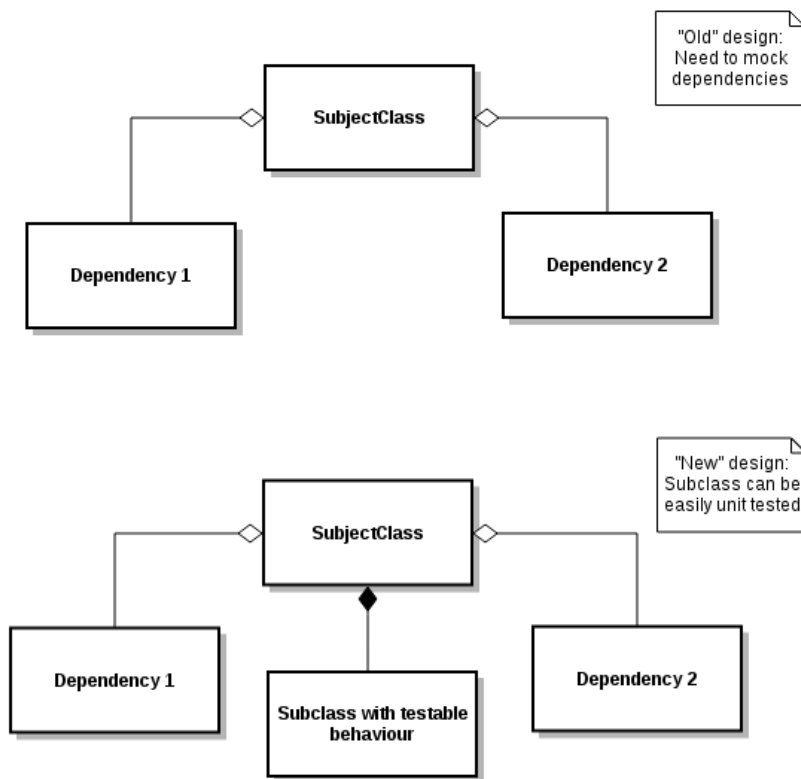 "Old" design:
Need to mock
dependencies
SubjectClass
Dependency 1
Dependency 2
"New" design:
Subclass can be
easily unit tested
SubjectClass
Dependency 1
Subclass with testable
behaviour
Dependency 2